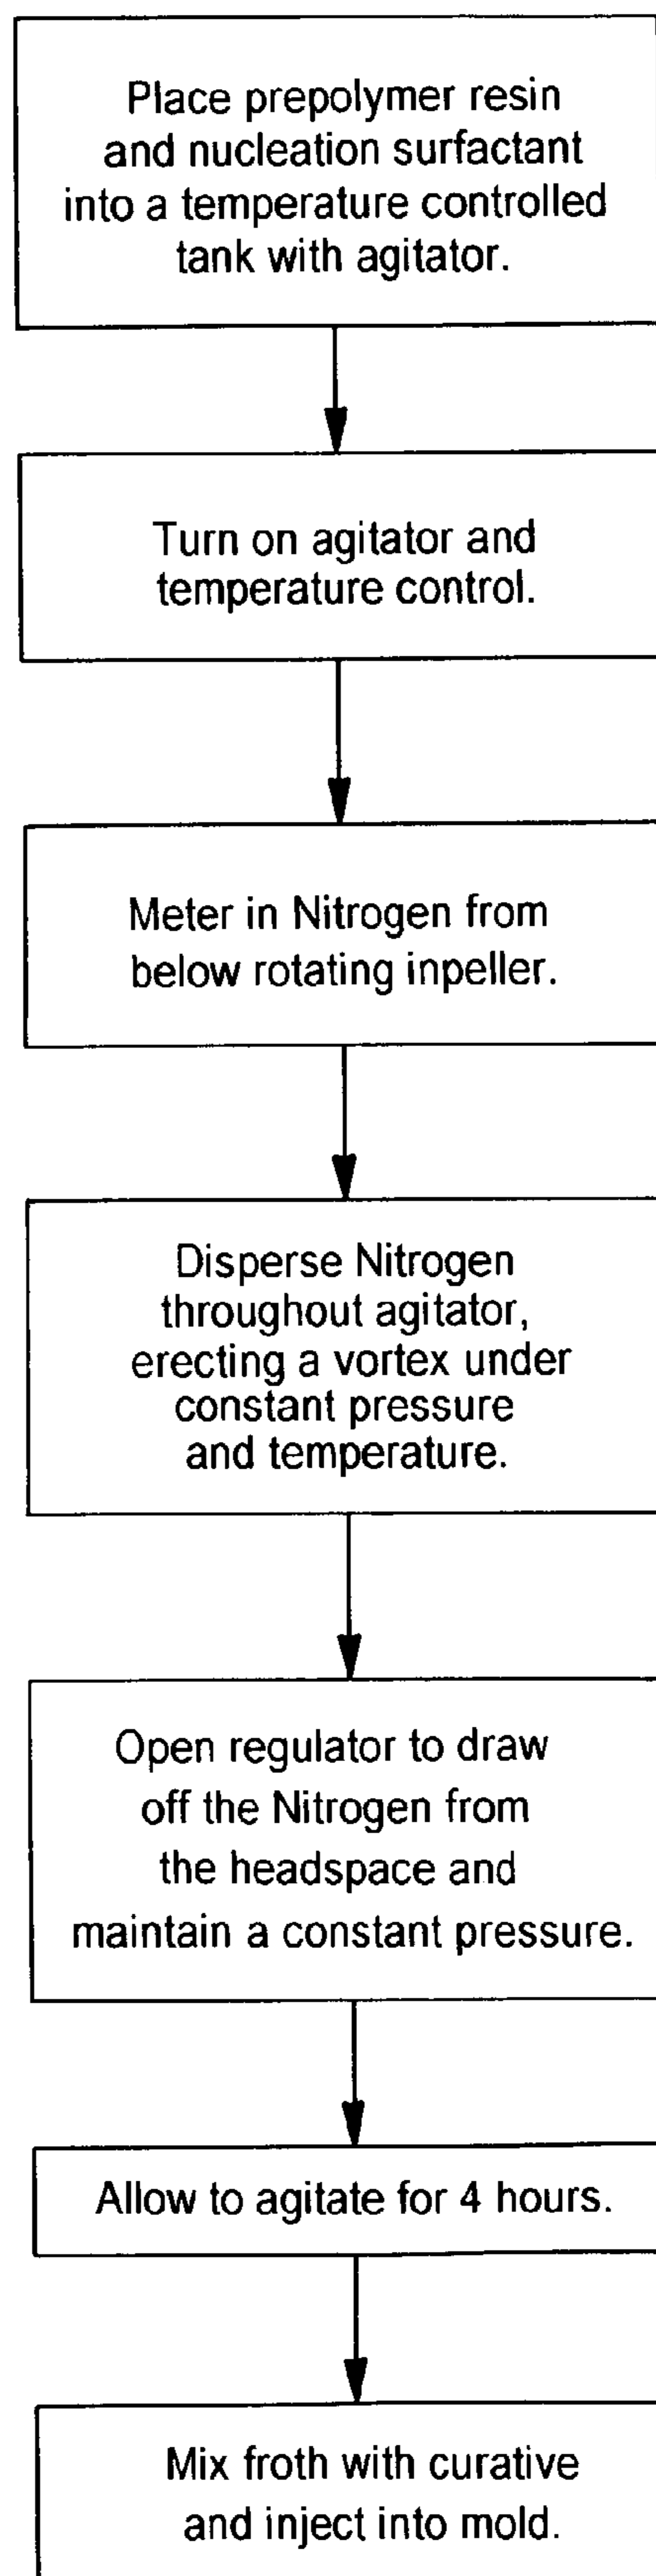 Place prepolymer resin
and nucleation surfactant
into a temperature controlled
tank with agitator.
Turn on agitator and
temperature control.
Meter in Nitrogen from
below rotating inpeller.
Disperse Nitrogen
throughout agitator,
erecting a vortex under
constant pressure
and temperature.
Open regulator to draw
off the Nitrogen from
the headspace and
maintain a constant pressure.
Allow to agitate for 4 hours.
Mix froth with curative
and inject into mold.